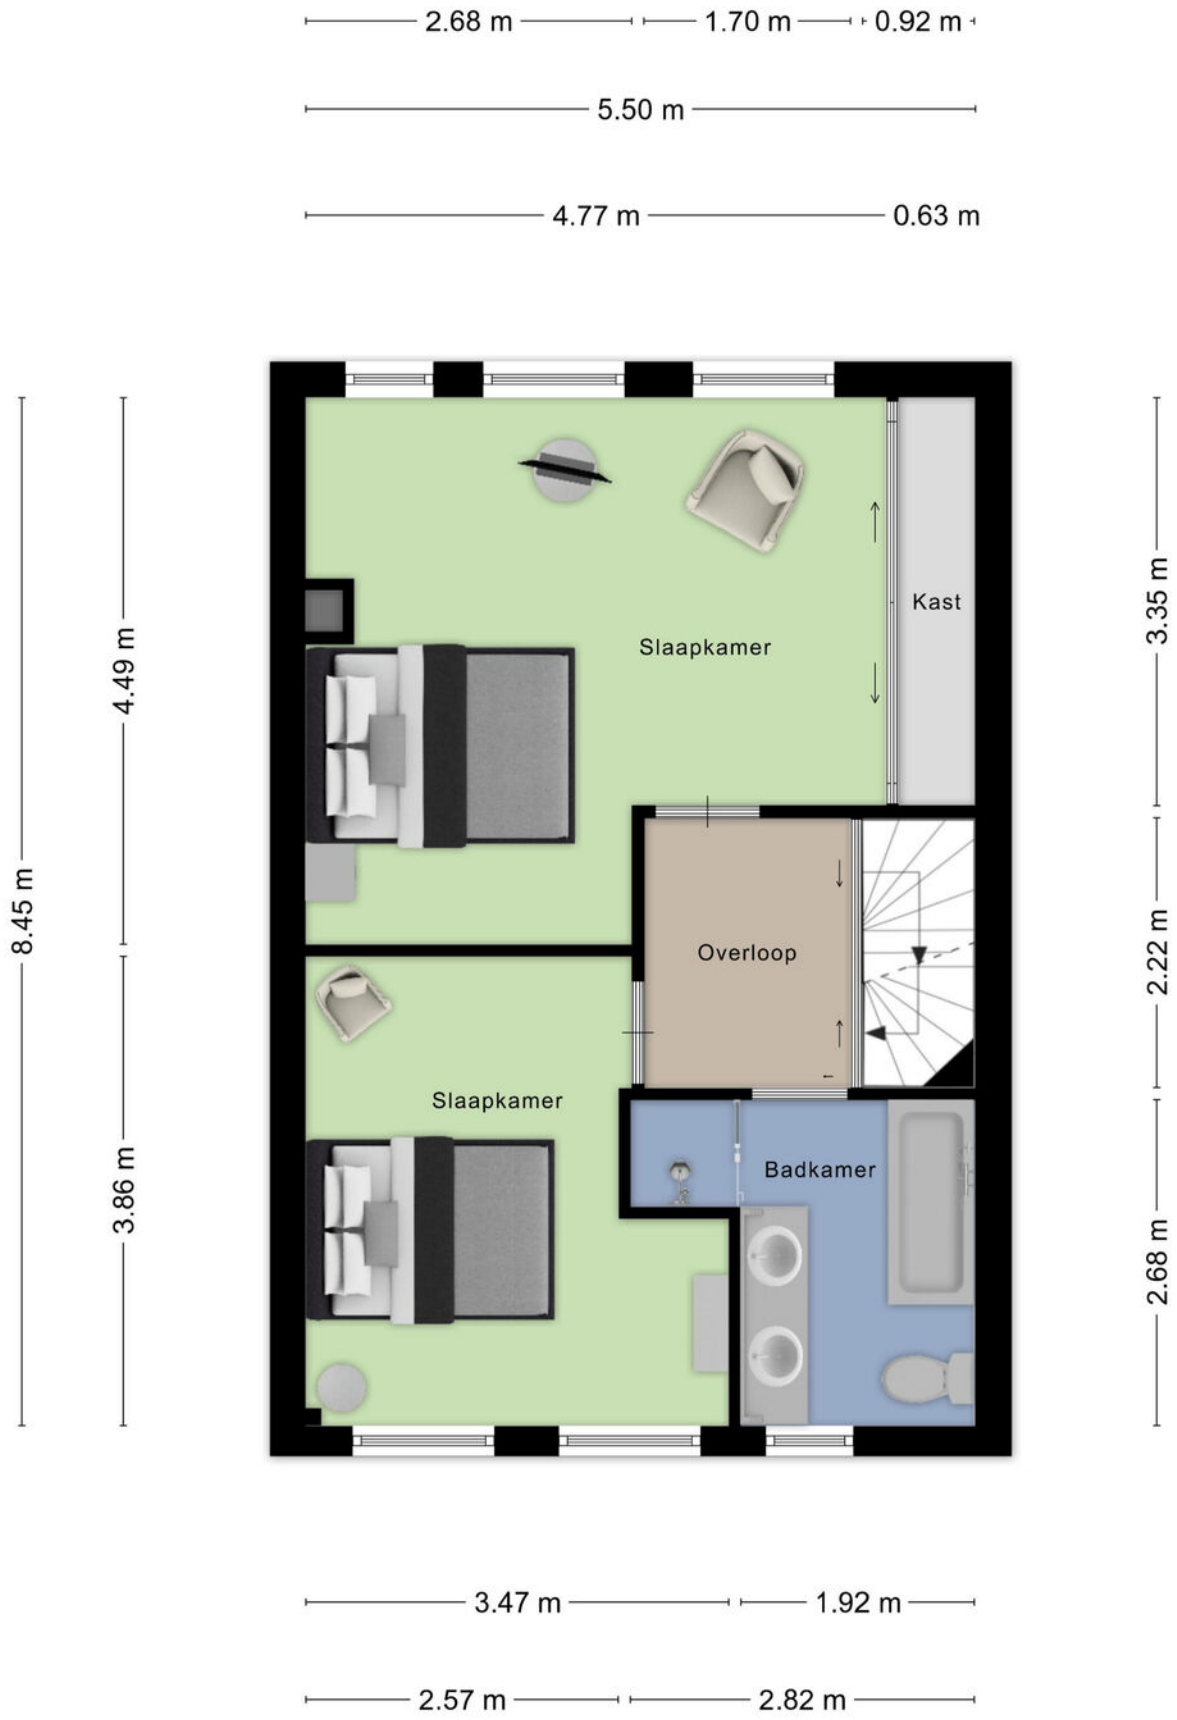 2.68 m 1.70 m 0.92 m
5.50 m
4.77 m 0.63 m
Kast
3.35 m
Slaapkamer
4.49 m
8.45 m
Overloop
2.22 m
Slaapkamer
Badkamer
3.86 m
2.68 m
3.47 m 1.92 m
2.57 m 2.82 m